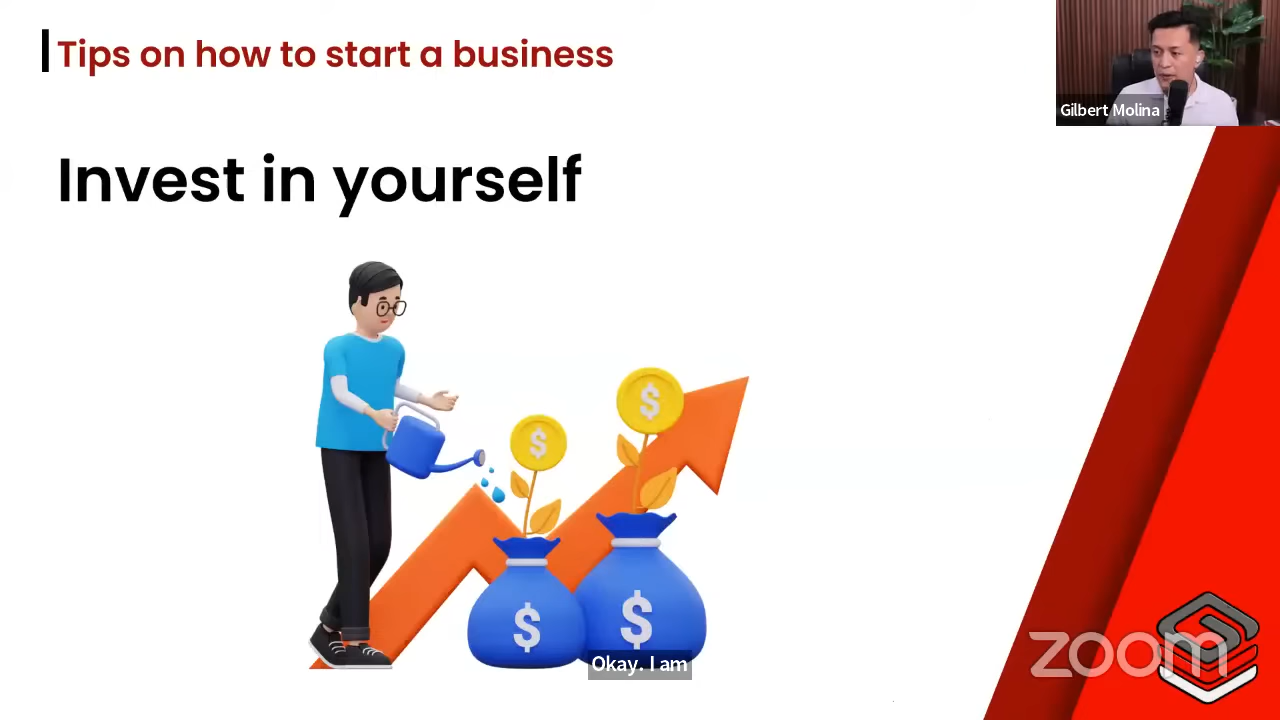 Tips on how to start a business
Gilbert Molina
Invest in yourself
$
$
$
$
Okay. I am
zoom